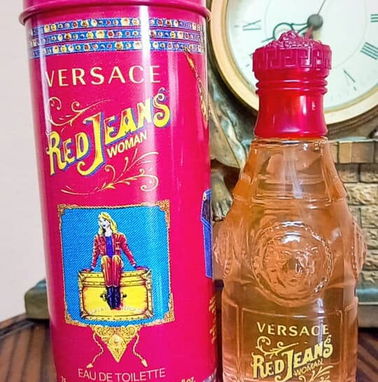 VERSACE
RED JEANS
WOMAN
EAU DE TOILETTE
VERSACE
RED JEANS
WOMAN